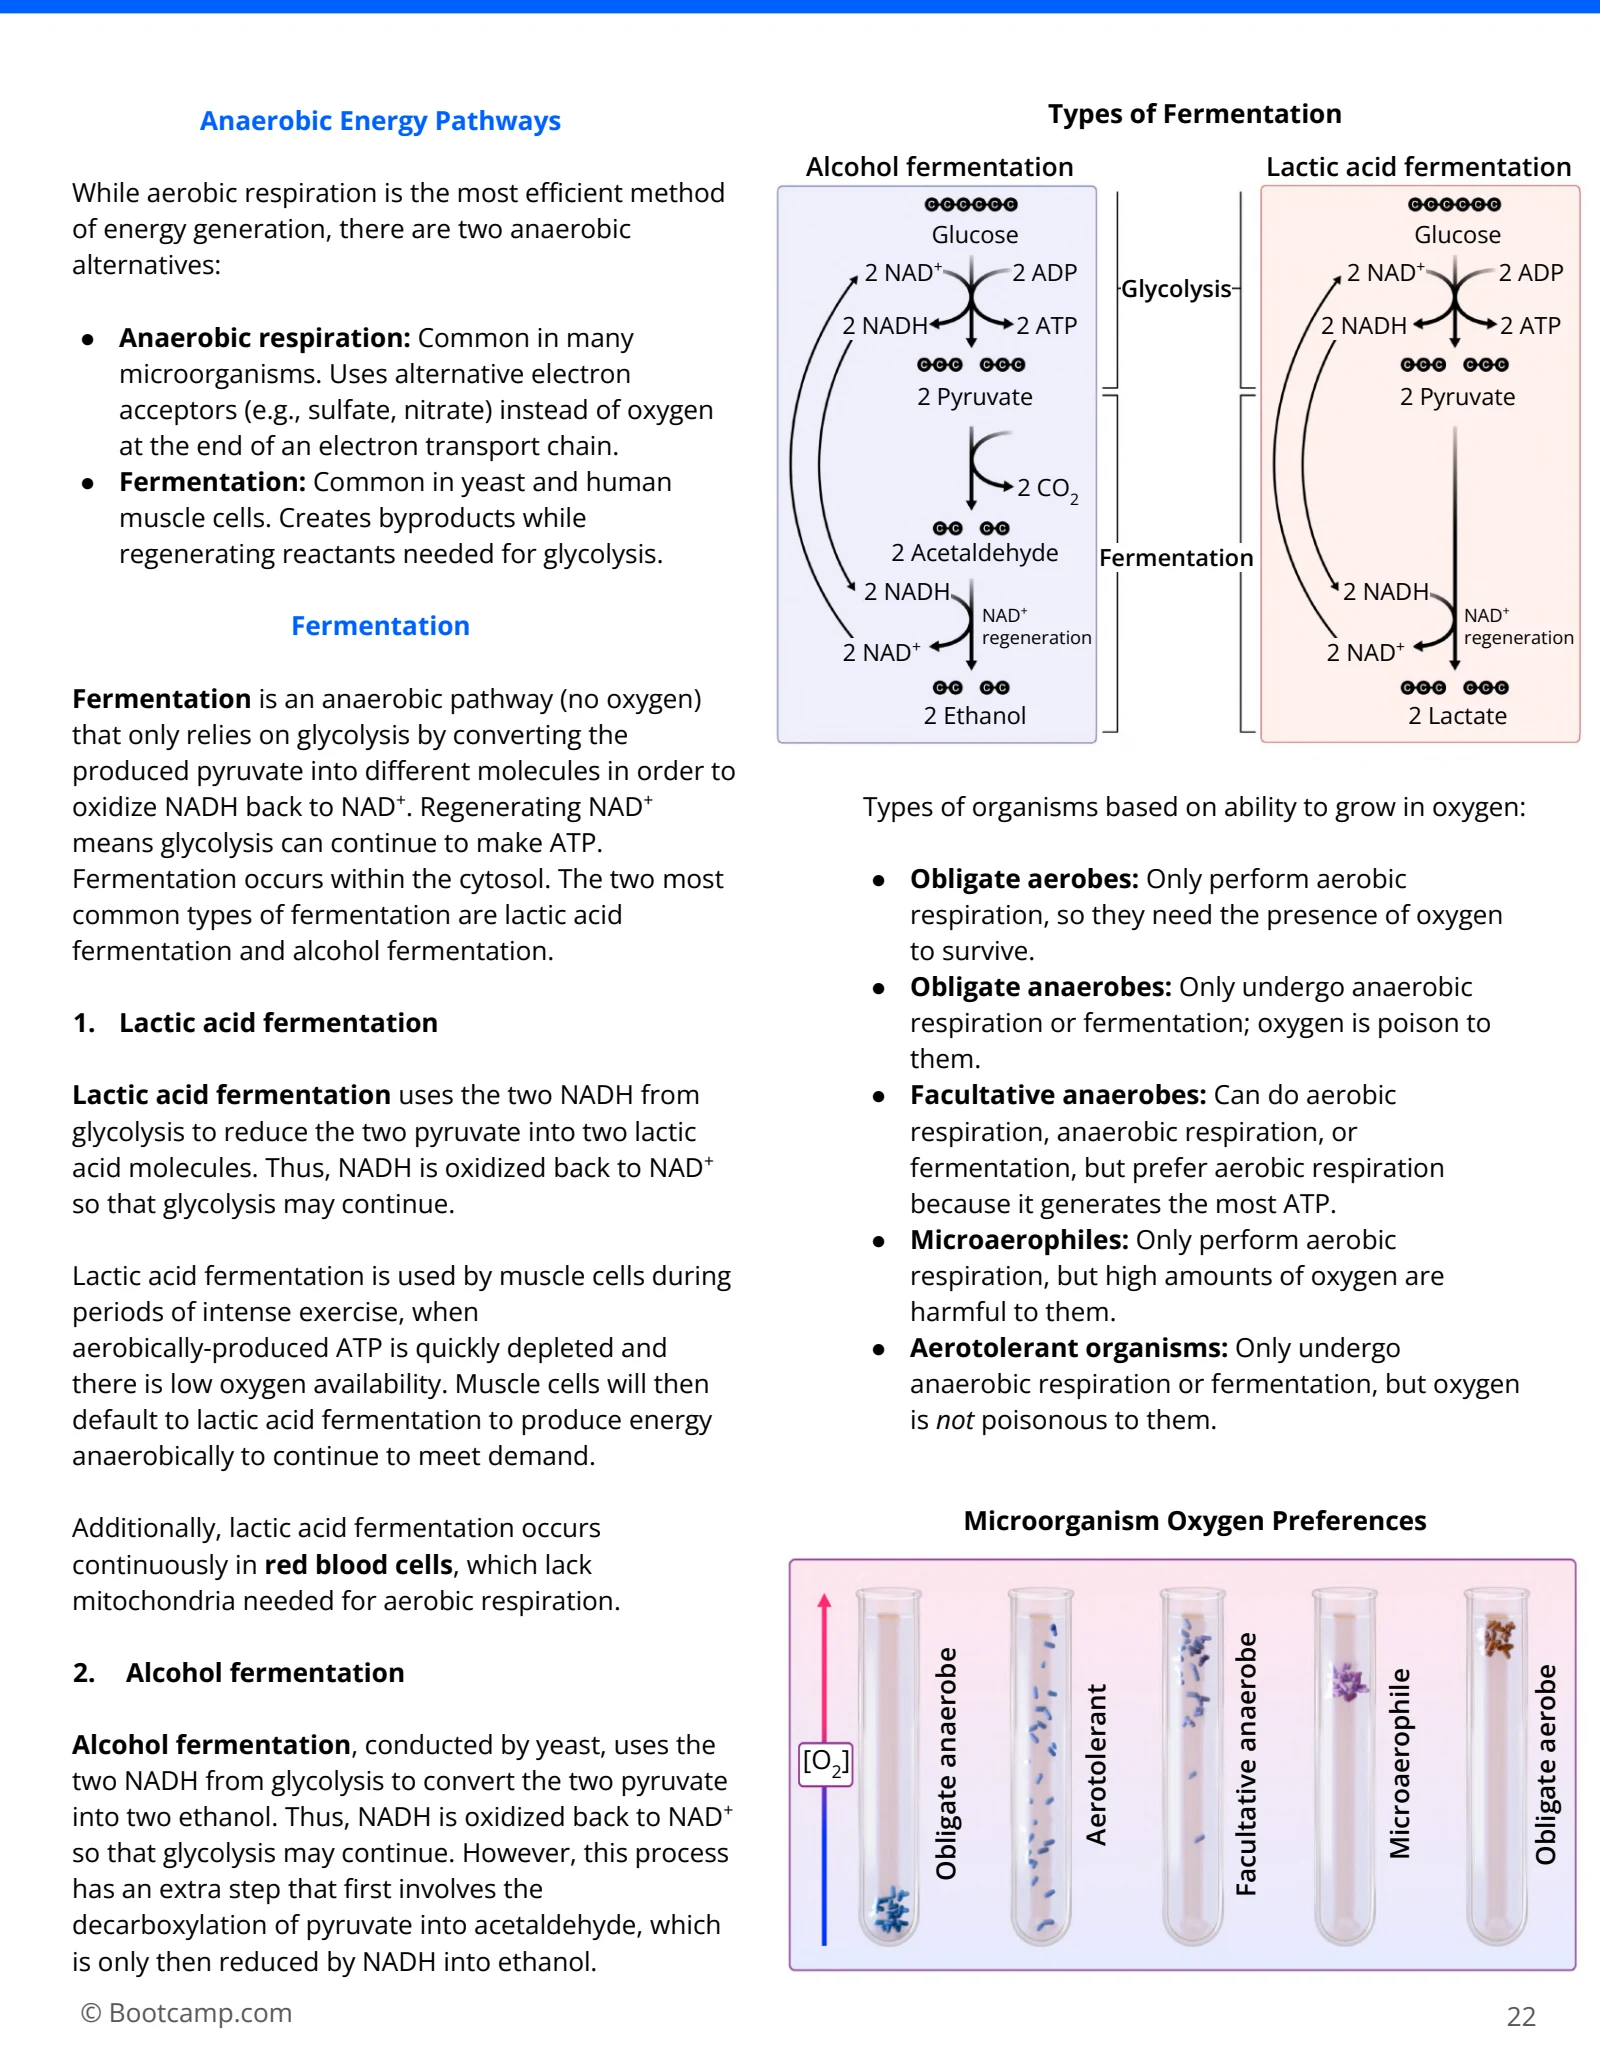 Anaerobic Energy Pathways
While aerobic respiration is the most efficient method
of energy generation, there are two anaerobic
alternatives:
● Anaerobic respiration: Common in many
microorganisms. Uses alternative electron
acceptors (e.g., sulfate, nitrate) instead of oxygen
at the end of an electron transport chain.
● Fermentation: Common in yeast and human
muscle cells. Creates byproducts while
regenerating reactants needed for glycolysis.
Fermentation
Fermentation is an anaerobic pathway (no oxygen)
that only relies on glycolysis by converting the
produced pyruvate into different molecules in order to
oxidize NADH back to NAD⁺. Regenerating NAD⁺
means glycolysis can continue to make ATP.
Fermentation occurs within the cytosol. The two most
common types of fermentation are lactic acid
fermentation and alcohol fermentation.
1. Lactic acid fermentation
Lactic acid fermentation uses the two NADH from
glycolysis to reduce the two pyruvate into two lactic
acid molecules. Thus, NADH is oxidized back to NAD⁺
so that glycolysis may continue.
Lactic acid fermentation is used by muscle cells during
periods of intense exercise, when
aerobically-produced ATP is quickly depleted and
there is low oxygen availability. Muscle cells will then
default to lactic acid fermentation to produce energy
anaerobically to continue to meet demand.
Additionally, lactic acid fermentation occurs
continuously in red blood cells, which lack
mitochondria needed for aerobic respiration.
2. Alcohol fermentation
Alcohol fermentation, conducted by yeast, uses the
two NADH from glycolysis to convert the two pyruvate
into two ethanol. Thus, NADH is oxidized back to NAD⁺
so that glycolysis may continue. However, this process
has an extra step that first involves the
decarboxylation of pyruvate into acetaldehyde, which
is only then reduced by NADH into ethanol.
Types of Fermentation
Alcohol fermentation
C C C C C C
Glucose
2 NAD⁺ 2 ADP
2 NADH 2 ATP
C C C C C C
2 Pyruvate
2 CO₂
C C C C
2 Acetaldehyde
2 NADH
NAD⁺
regeneration
2 NAD⁺
C C C C
2 Ethanol
Glycolysis
Fermentation
Lactic acid fermentation
C C C C C C
Glucose
2 NAD⁺ 2 ADP
2 NADH 2 ATP
C C C C C C
2 Pyruvate
2 NADH
NAD⁺
regeneration
2 NAD⁺
C C C C C C
2 Lactate
Types of organisms based on ability to grow in oxygen:
● Obligate aerobes: Only perform aerobic
respiration, so they need the presence of oxygen
to survive.
● Obligate anaerobes: Only undergo anaerobic
respiration or fermentation; oxygen is poison to
them.
● Facultative anaerobes: Can do aerobic
respiration, anaerobic respiration, or
fermentation, but prefer aerobic respiration
because it generates the most ATP.
● Microaerophiles: Only perform aerobic
respiration, but high amounts of oxygen are
harmful to them.
● Aerotolerant organisms: Only undergo
anaerobic respiration or fermentation, but oxygen
is not poisonous to them.
Microorganism Oxygen Preferences
[O₂]
Obligate anaerobe
Aerotolerant
Facultative anaerobe
Microaerophile
Obligate aerobe
© Bootcamp.com
22